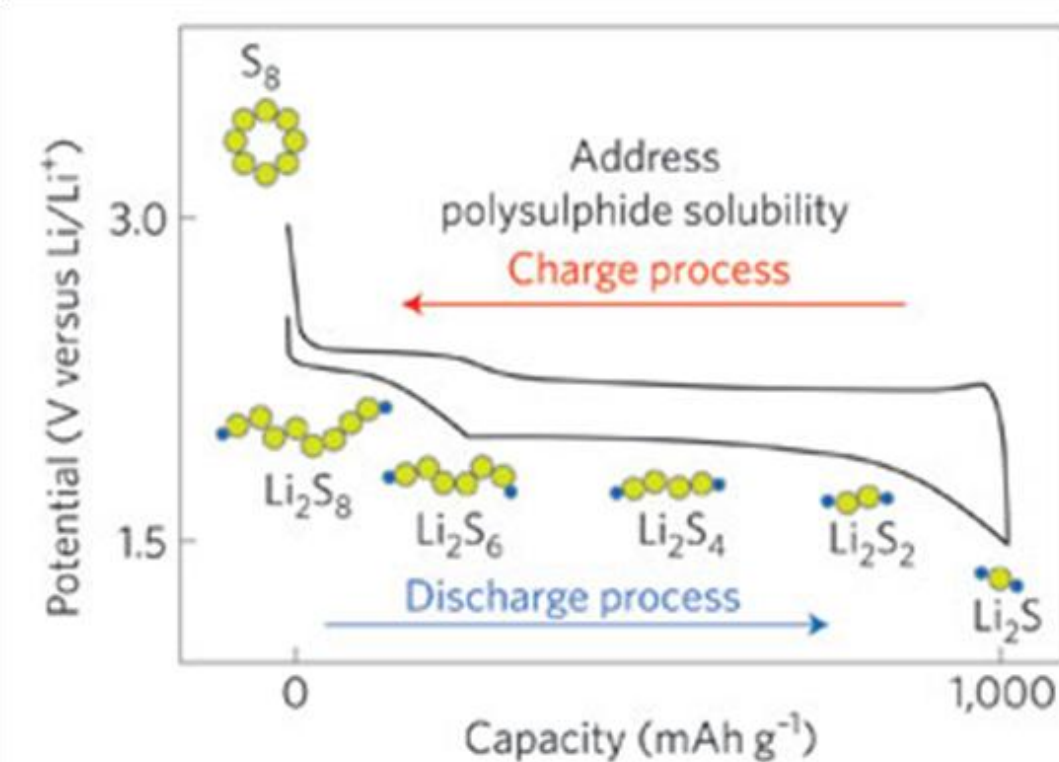 S₈
Address
polysulphide solubility
Charge process
3.0
Potential (V versus Li/Li⁺)
Li₂S₈
Li₂S₆
Li₂S₄
Li₂S₂
1.5
Discharge process
Li₂S
0
1,000
Capacity (mAh g⁻¹)